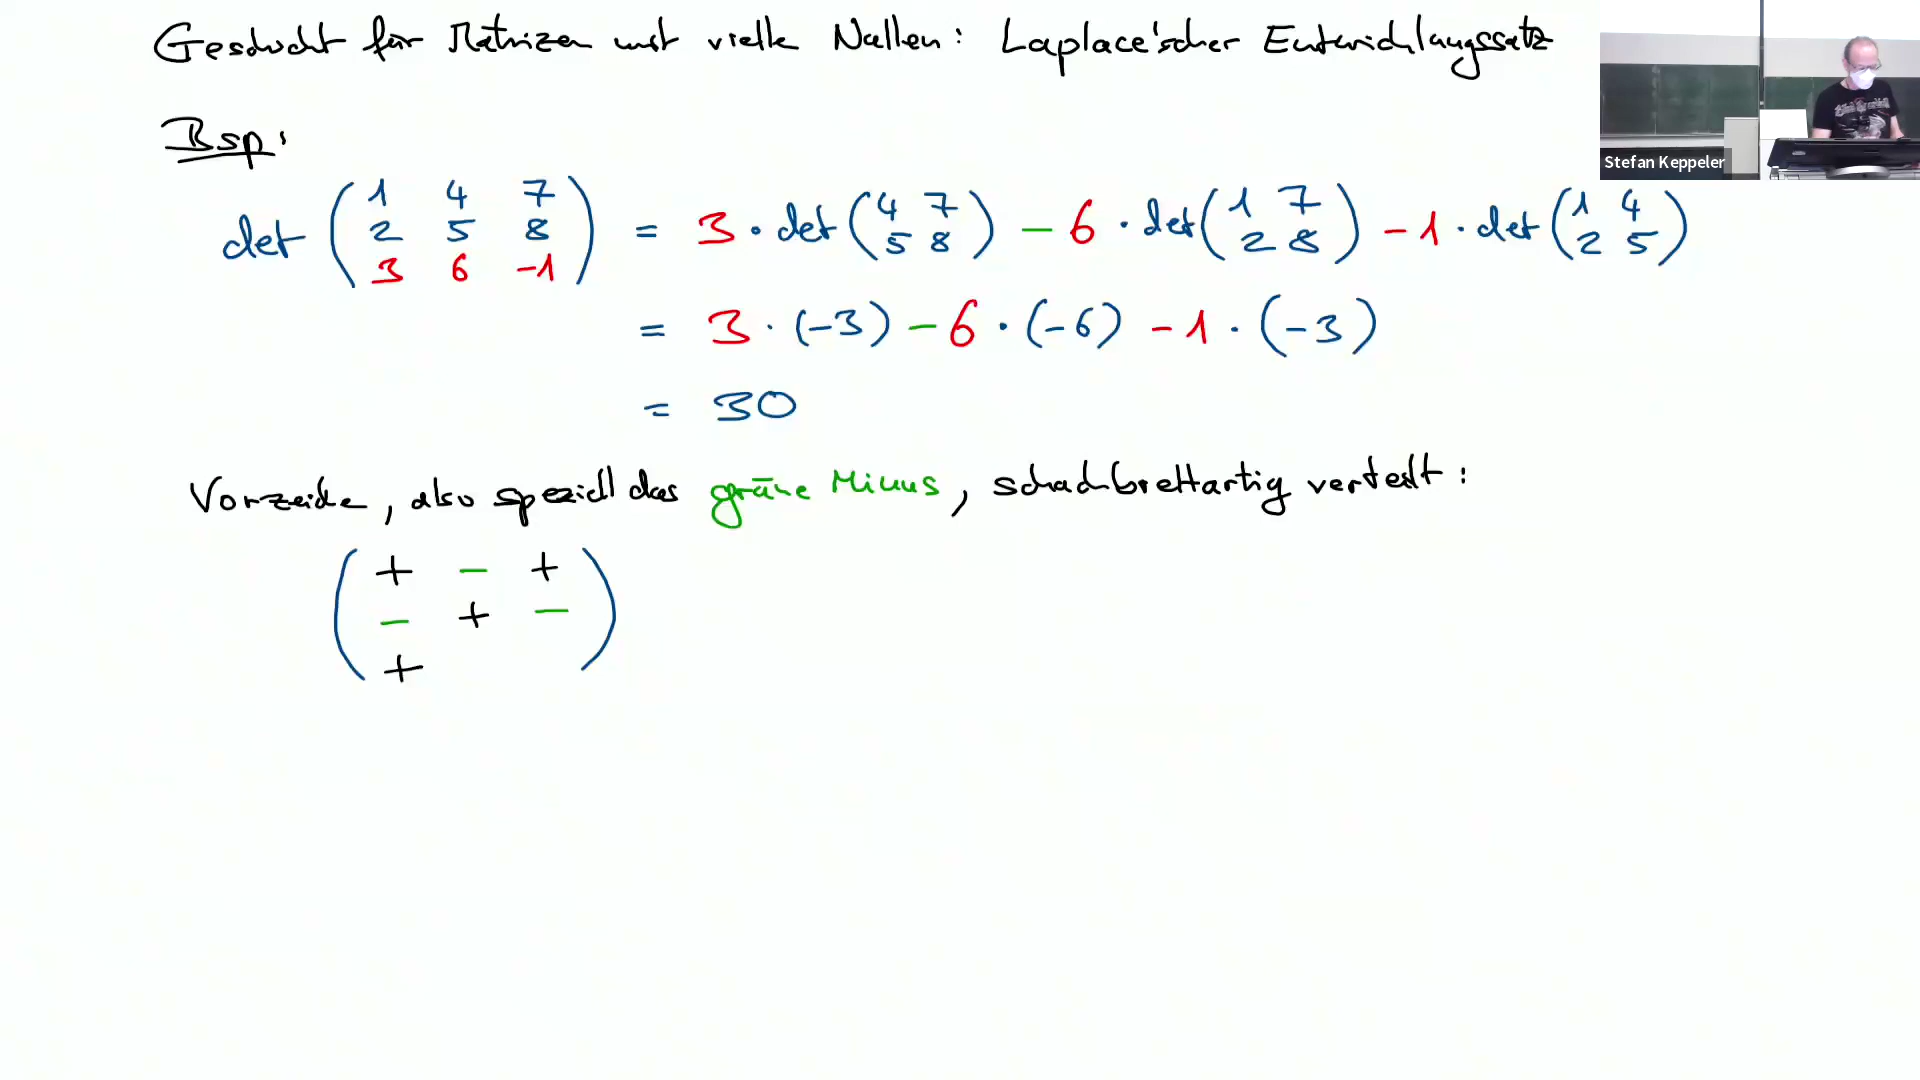 Geschickt für Matrizen mit vielen Nullen: Laplace'scher Entwicklungssatz
Stefan Keppeler
Bsp:
det ( 1 4 7 ; 2 5 8 ; 3 6 -1 ) = 3 · det ( 4 7 ; 5 8 ) - 6 · det ( 1 7 ; 2 8 ) - 1 · det ( 1 4 ; 2 5 )
= 3 · (-3) - 6 · (-6) - 1 · (-3)
= 30
Vorzeichen, also speziell das grüne Minus, schachbrettartig verteilt:
+ - +
- + -
+